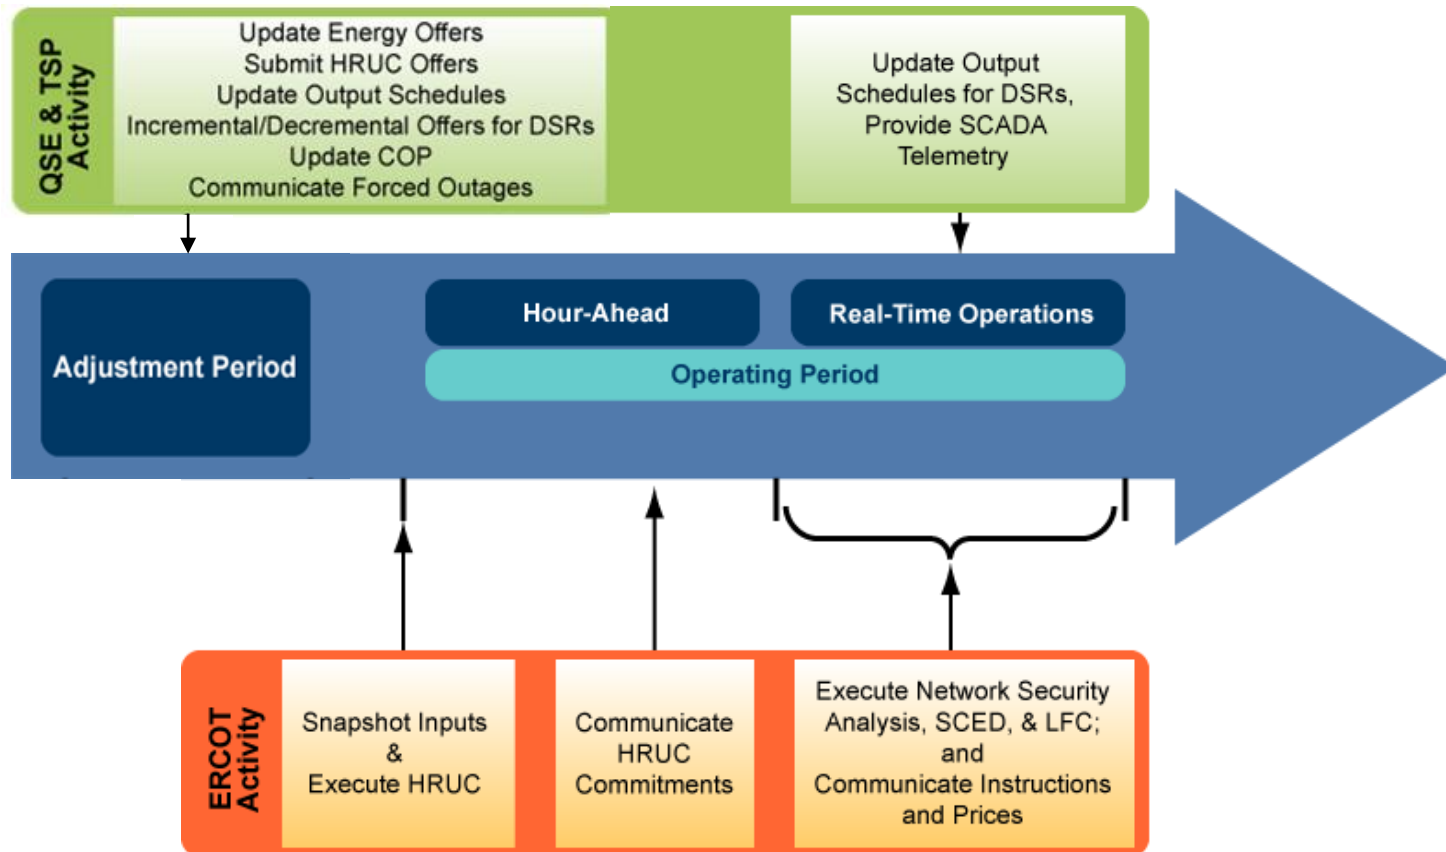 QSE & TSP
Activity
Update Energy Offers
Submit HRUC Offers
Update Output Schedules
Incremental/Decremental Offers for DSRs
Update COP
Communicate Forced Outages
Update Output
Schedules for DSRs,
Provide SCADA
Telemetry
Adjustment Period
Hour-Ahead
Real-Time Operations
Operating Period
ERCOT
Activity
Snapshot Inputs
&
Execute HRUC
Communicate
HRUC
Commitments
Execute Network Security
Analysis, SCED, & LFC;
and
Communicate Instructions
and Prices